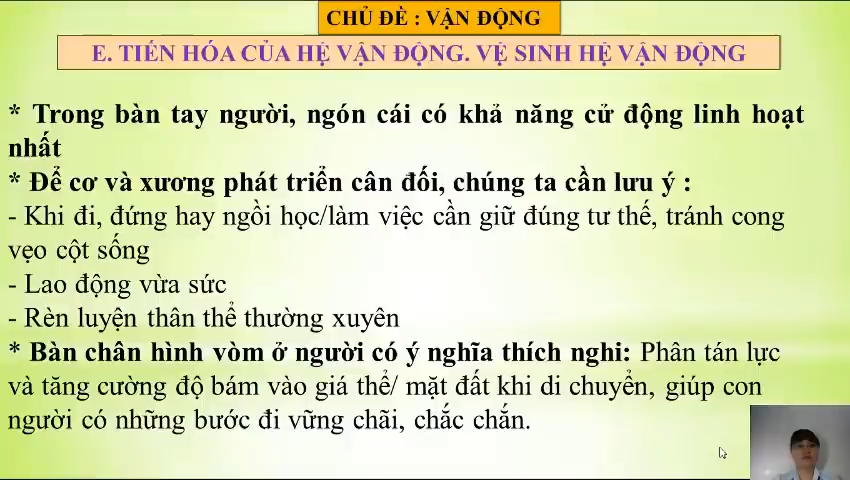 CHỦ ĐỀ : VẬN ĐỘNG
E. TIẾN HÓA CỦA HỆ VẬN ĐỘNG. VỆ SINH HỆ VẬN ĐỘNG
* Trong bàn tay người, ngón cái có khả năng cử động linh hoạt
nhất
* Để cơ và xương phát triển cân đối, chúng ta cần lưu ý :
- Khi đi, đứng hay ngồi học/làm việc cần giữ đúng tư thế, tránh cong
vẹo cột sống
- Lao động vừa sức
- Rèn luyện thân thể thường xuyên
* Bàn chân hình vòm ở người có ý nghĩa thích nghi: Phân tán lực
và tăng cường độ bám vào giá thể/ mặt đất khi di chuyển, giúp con
người có những bước đi vững chãi, chắc chắn.